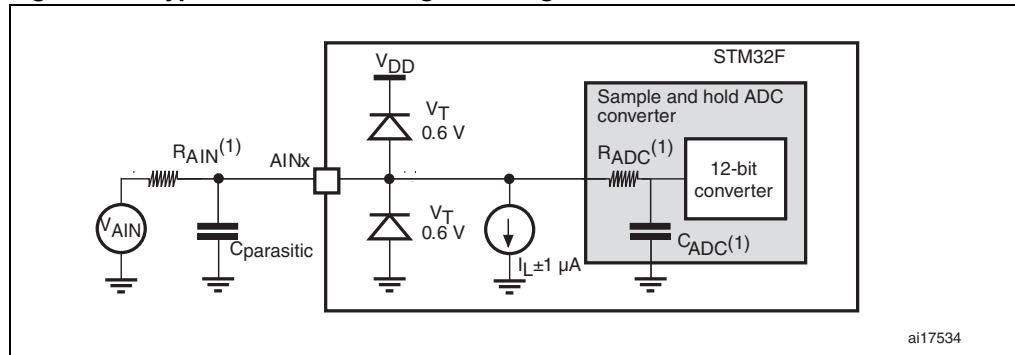 STM32F
VDD
Sample and hold ADC
converter
VT
0.6 V
RAIN(1)
AINx
RADC(1)
12-bit
converter
VAIN
Cparasitic
VT
0.6 V
IL±1 µA
CADC(1)
ai17534